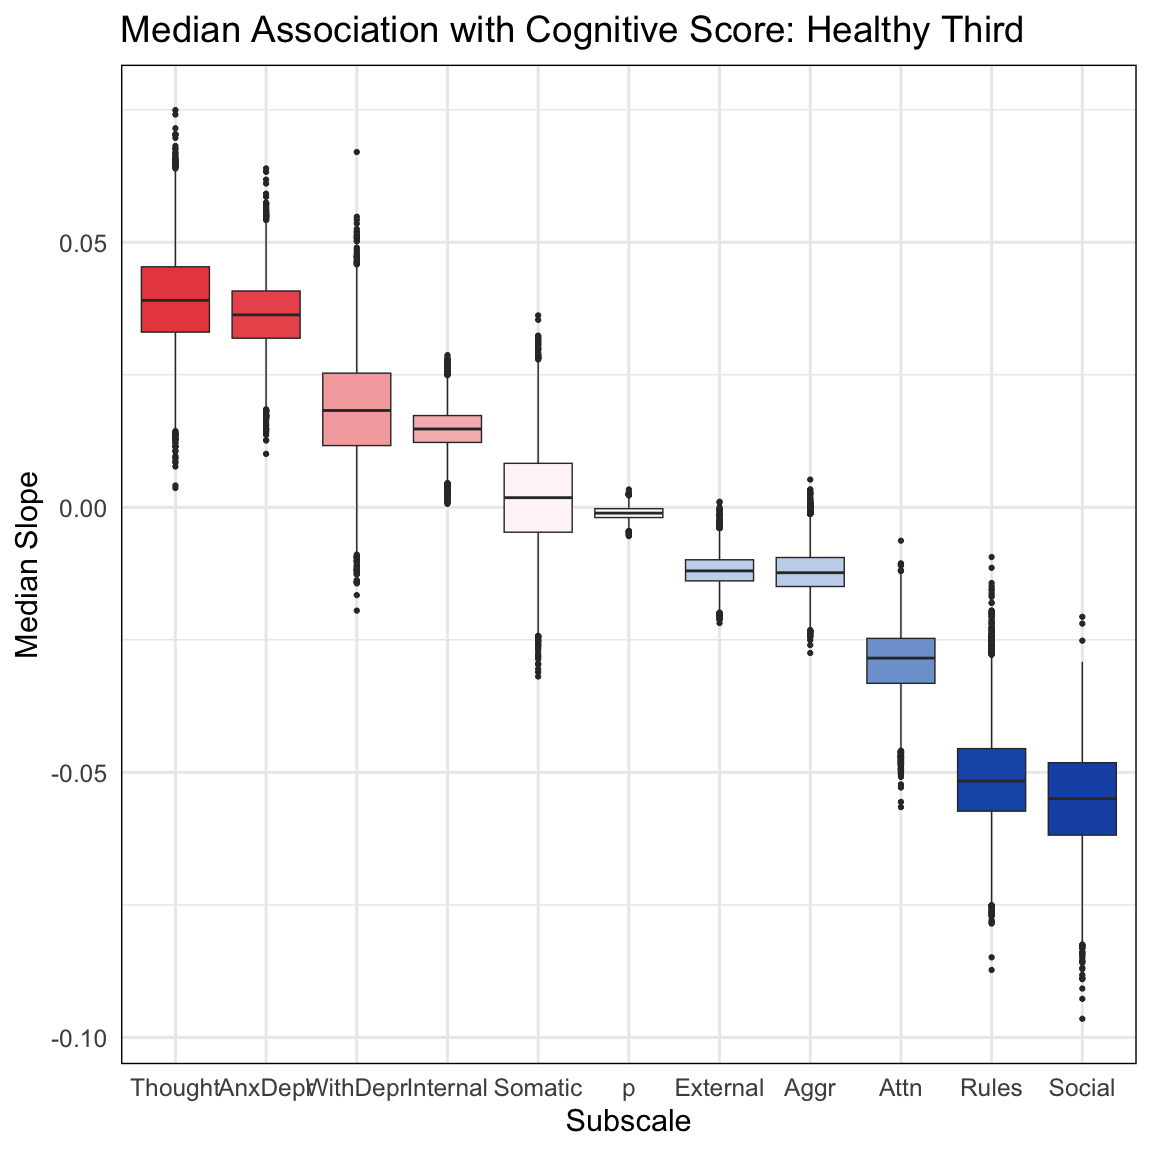 Median Association with Cognitive Score: Healthy Third
Median Slope
0.05
0.00
-0.05
-0.10
Thought AnxDepr WithDepr Internal Somatic p External Aggr Attn Rules Social
Subscale